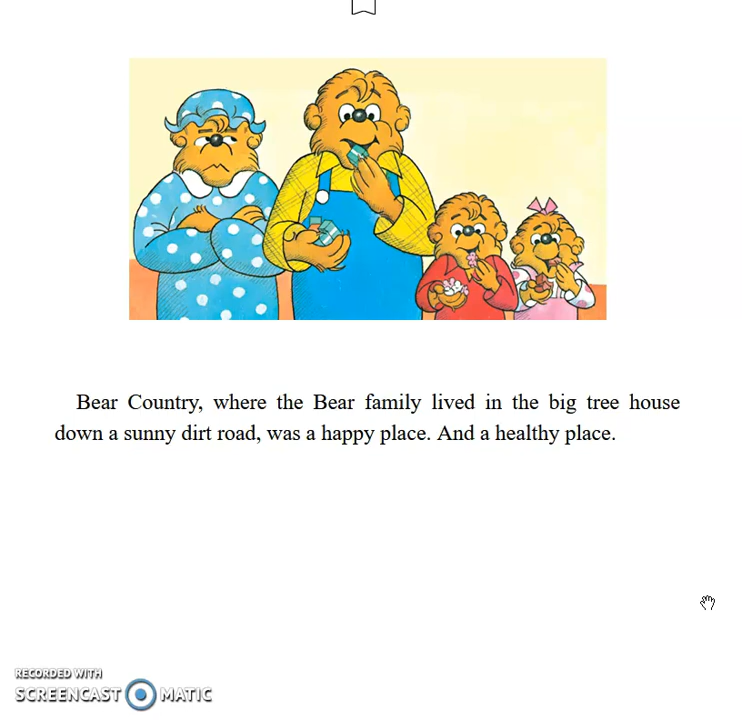 Bear Country, where the Bear family lived in the big tree house
down a sunny dirt road, was a happy place. And a healthy place.
RECORDED WITH
SCREENCAST MATIC